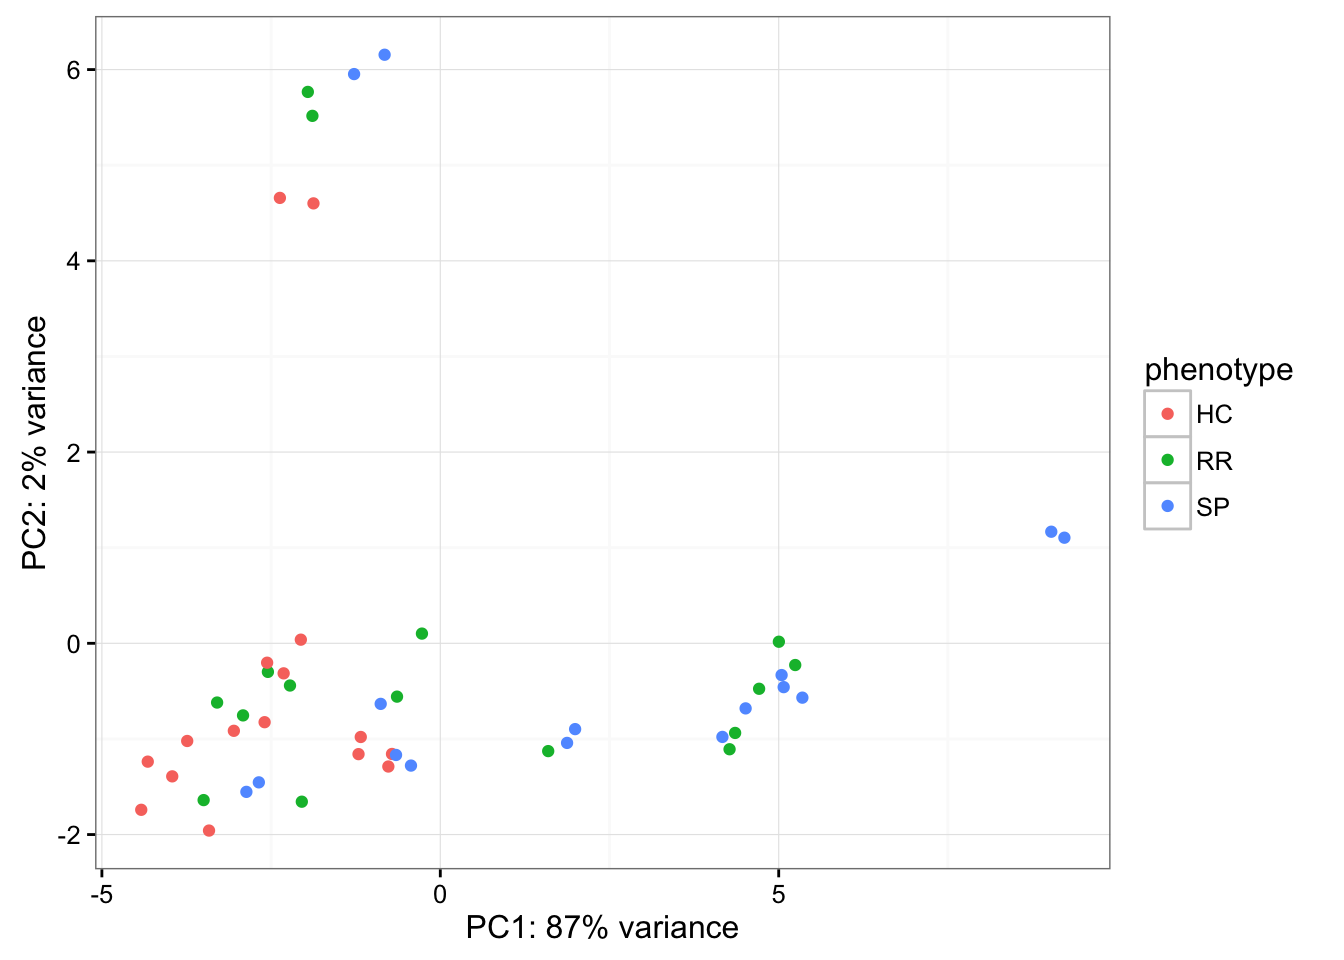 6
4
2
0
-2
-5
0
5
PC1: 87% variance
PC2: 2% variance
phenotype
HC
RR
SP